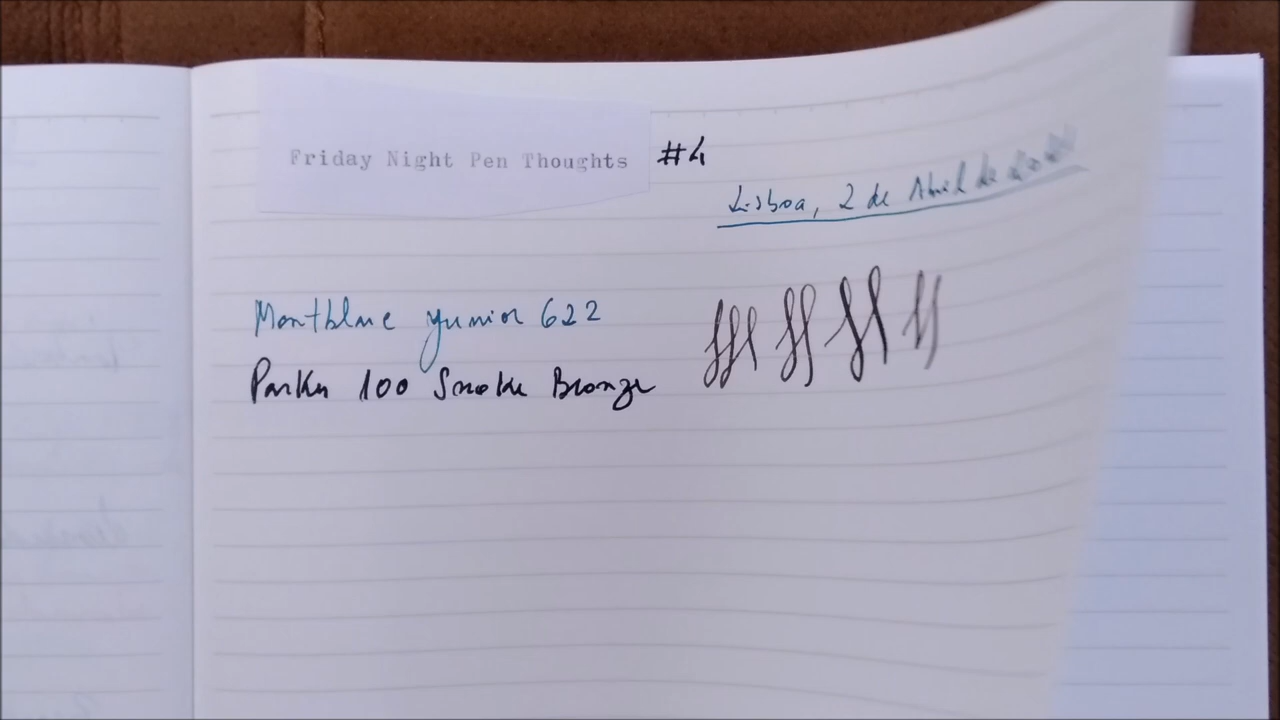 Friday Night Pen Thoughts #4
Lisboa, 2 de Abril de
Montblanc junior 622
Parker 100 Smoke Bronze